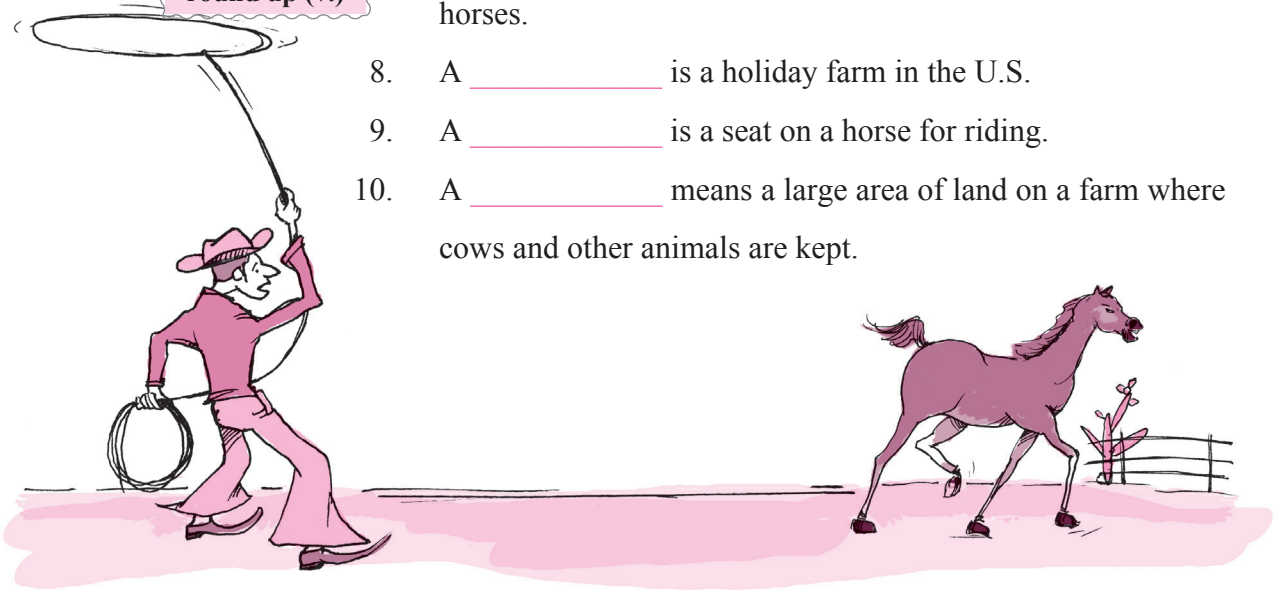 round up (v.)
horses.
8. A ____________ is a holiday farm in the U.S.
9. A ____________ is a seat on a horse for riding.
10. A ____________ means a large area of land on a farm where
cows and other animals are kept.